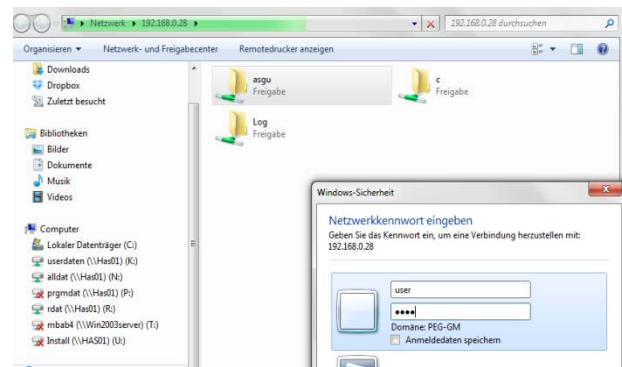 Netzwerk ▸ 192.168.0.28 ▸
192.168.0.28 durchsuchen
Organisieren ▾ Netzwerk- und Freigabecenter Remotedrucker anzeigen
Downloads
Dropbox
Zuletzt besucht
Bibliotheken
Bilder
Dokumente
Musik
Videos
Computer
Lokaler Datenträger (C:)
userdaten (\\Has01) (K:)
alldat (\\Has01) (N:)
prgmdat (\\Has01) (P:)
rdat (\\Has01) (R:)
mbab4 (\\Win2003server) (T:)
Install (\\HAS01) (U:)
asgu
Freigabe
c
Freigabe
Log
Freigabe
Windows-Sicherheit
Netzwerkkennwort eingeben
Geben Sie das Kennwort ein, um eine Verbindung herzustellen mit:
192.168.0.28
user
••••
Domäne: PEG-GM
Anmeldedaten speichern